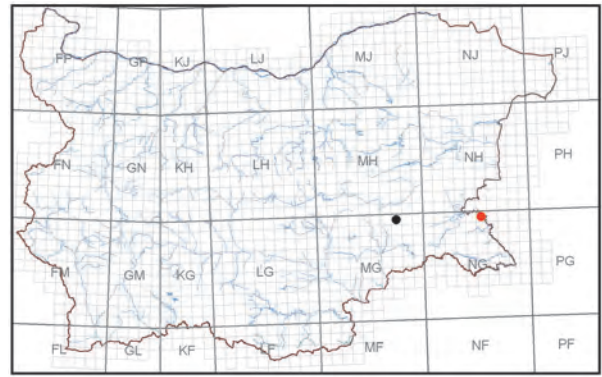 FP GP KJ LJ MJ NJ PJ
FN GN KH LH MH NH PH
FM GM KG LG MG NG PG
FL GL KF LF MF NF PF